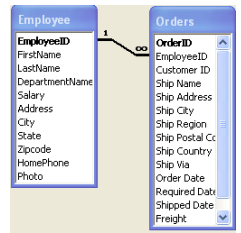 Employee
EmployeeID
FirstName
LastName
DepartmentName
Salary
Address
City
State
Zipcode
HomePhone
Photo
1
∞
Orders
OrderID
EmployeeID
Customer ID
Ship Name
Ship Address
Ship City
Ship Region
Ship Postal Cc
Ship Country
Ship Via
Order Date
Required Date
Shipped Date
Freight